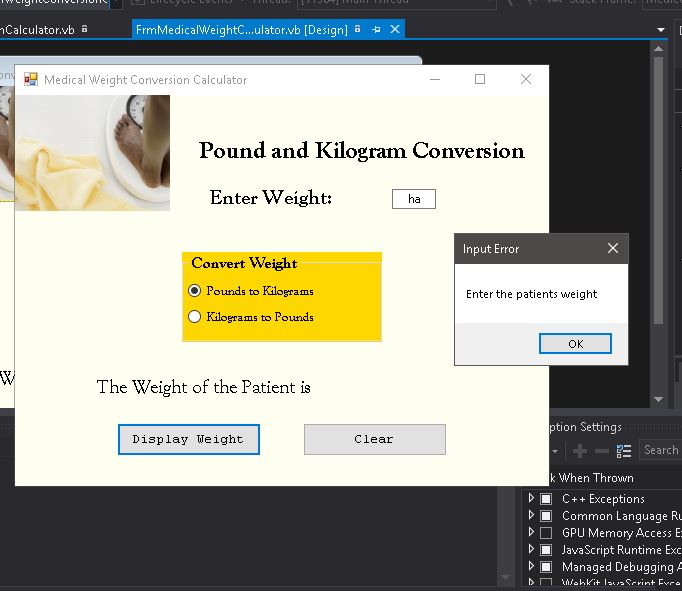 Lifecycle Events
Thread:
Main Thread
Stack Frame:
nCalculator.vb
FrmMedicalWeightC...ulator.vb [Design]
Medical Weight Conversion Calculator
Pound and Kilogram Conversion
Enter Weight:
ha
Input Error
Convert Weight
Enter the patients weight
Pounds to Kilograms
Kilograms to Pounds
OK
The Weight of the Patient is
Display Weight
Clear
ption Settings
Search
k When Thrown
C++ Exceptions
Common Language Ru
GPU Memory Access E
JavaScript Runtime Exc
Managed Debugging A
WebKit JavaScript Exce